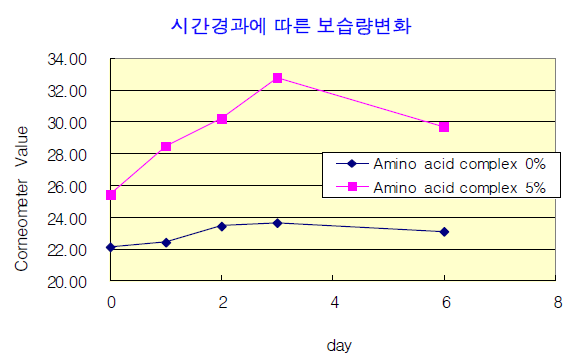 시간경과에 따른 보습량변화
34.00
32.00
30.00
28.00
26.00
24.00
22.00
20.00
Corneometer Value
Amino acid complex 0%
Amino acid complex 5%
0 2 4 6 8
day